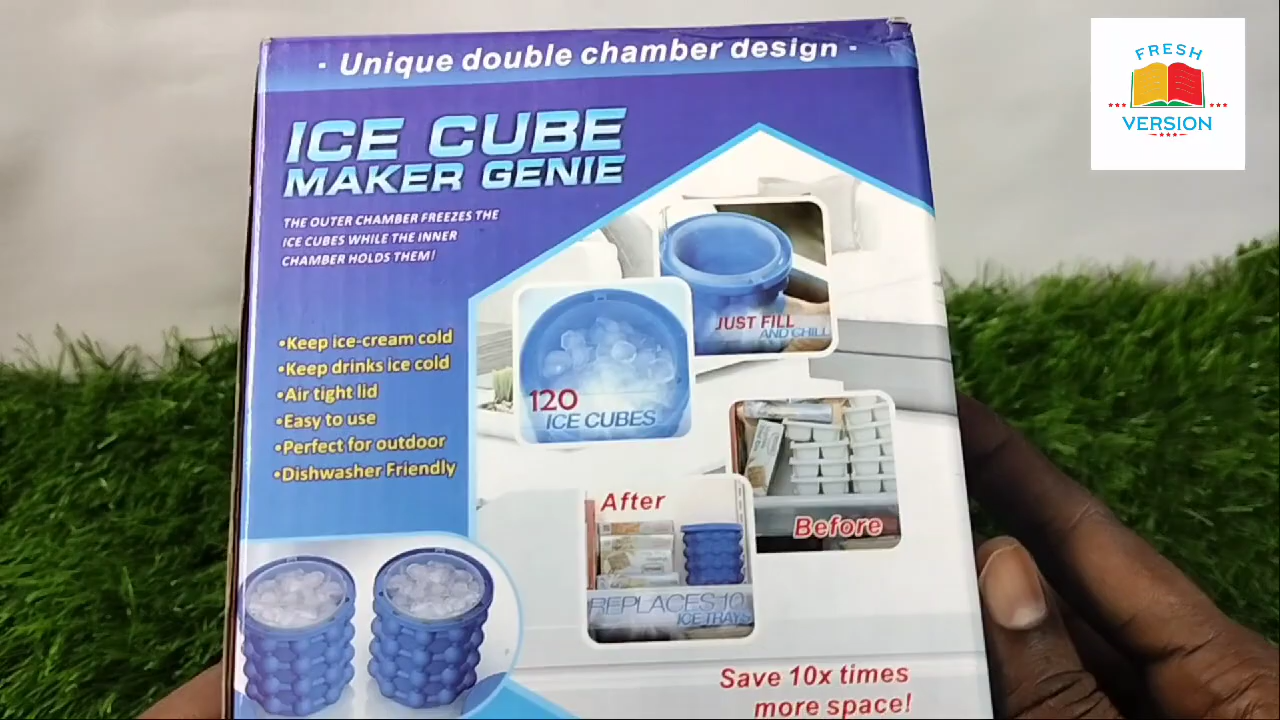 - Unique double chamber design -
ICE CUBE
MAKER GENIE
THE OUTER CHAMBER FREEZES THE
ICE CUBES WHILE THE INNER
CHAMBER HOLDS THEM!
•Keep ice-cream cold
•Keep drinks ice cold
•Air tight lid
•Easy to use
•Perfect for outdoor
•Dishwasher Friendly
JUST FILL
AND CHILL
120
ICE CUBES
Before
After
REPLACES 10
ICE TRAYS
Save 10x times
more space!
FRESH
VERSION